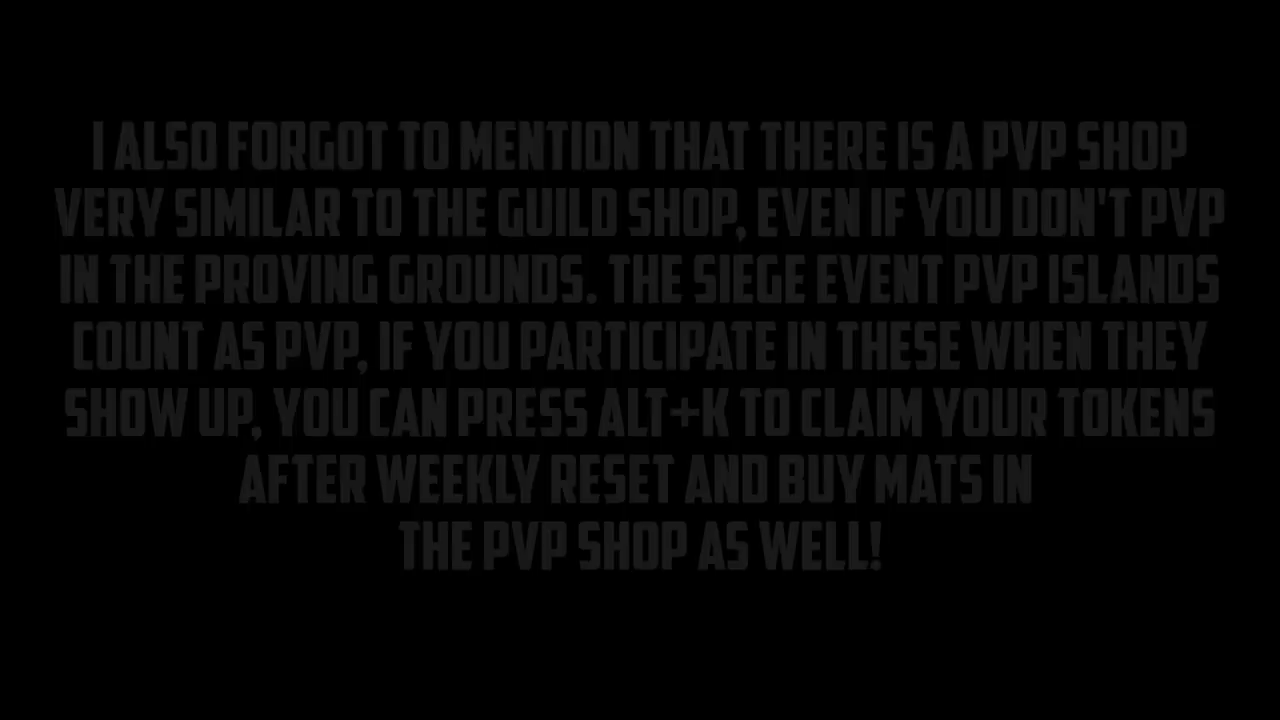 I ALSO FORGOT TO MENTION THAT THERE IS A PVP SHOP
VERY SIMILAR TO THE GUILD SHOP, EVEN IF YOU DON'T PVP
IN THE PROVING GROUNDS. THE SIEGE EVENT PVP ISLANDS
COUNT AS PVP, IF YOU PARTICIPATE IN THESE WHEN THEY
SHOW UP, YOU CAN PRESS ALT+K TO CLAIM YOUR TOKENS
AFTER WEEKLY RESET AND BUY MATS IN
THE PVP SHOP AS WELL!